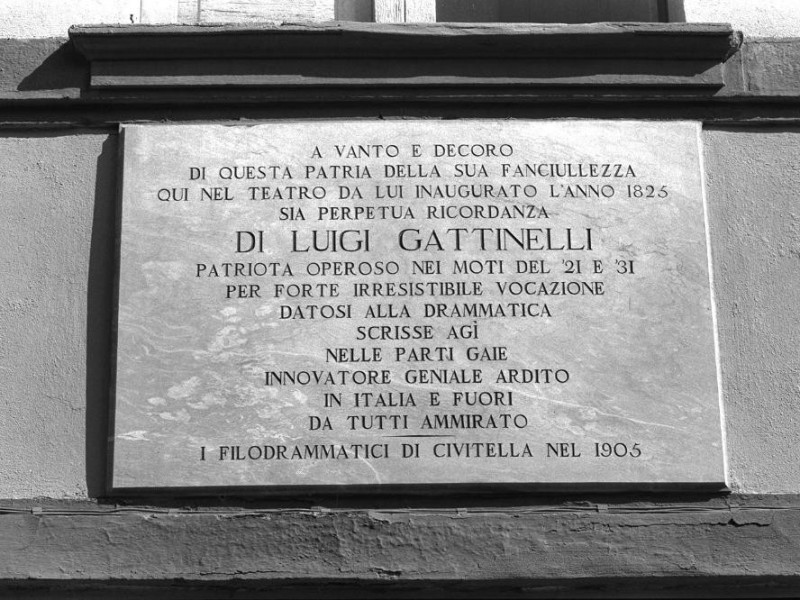 A VANTO E DECORO
DI QUESTA PATRIA DELLA SUA FANCIULLEZZA
QUI NEL TEATRO DA LUI INAUGURATO L'ANNO 1825
SIA PERPETUA RICORDANZA
DI LUIGI GATTINELLI
PATRIOTA OPEROSO NEI MOTI DEL '21 E '31
PER FORTE IRRESISTIBILE VOCAZIONE
DATOSI ALLA DRAMMATICA
SCRISSE AGÌ
NELLE PARTI GAIE
INNOVATORE GENIALE ARDITO
IN ITALIA E FUORI
DA TUTTI AMMIRATO
I FILODRAMMATICI DI CIVITELLA NEL 1905